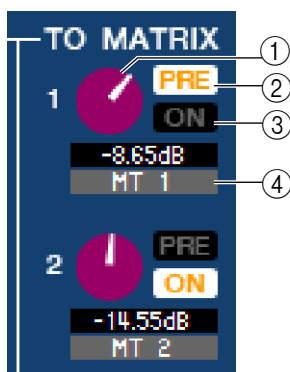 TO MATRIX
①
1 PRE ②
ON ③
-8.65dB
MT 1 ④
2 PRE
ON
-14.55dB
MT 2